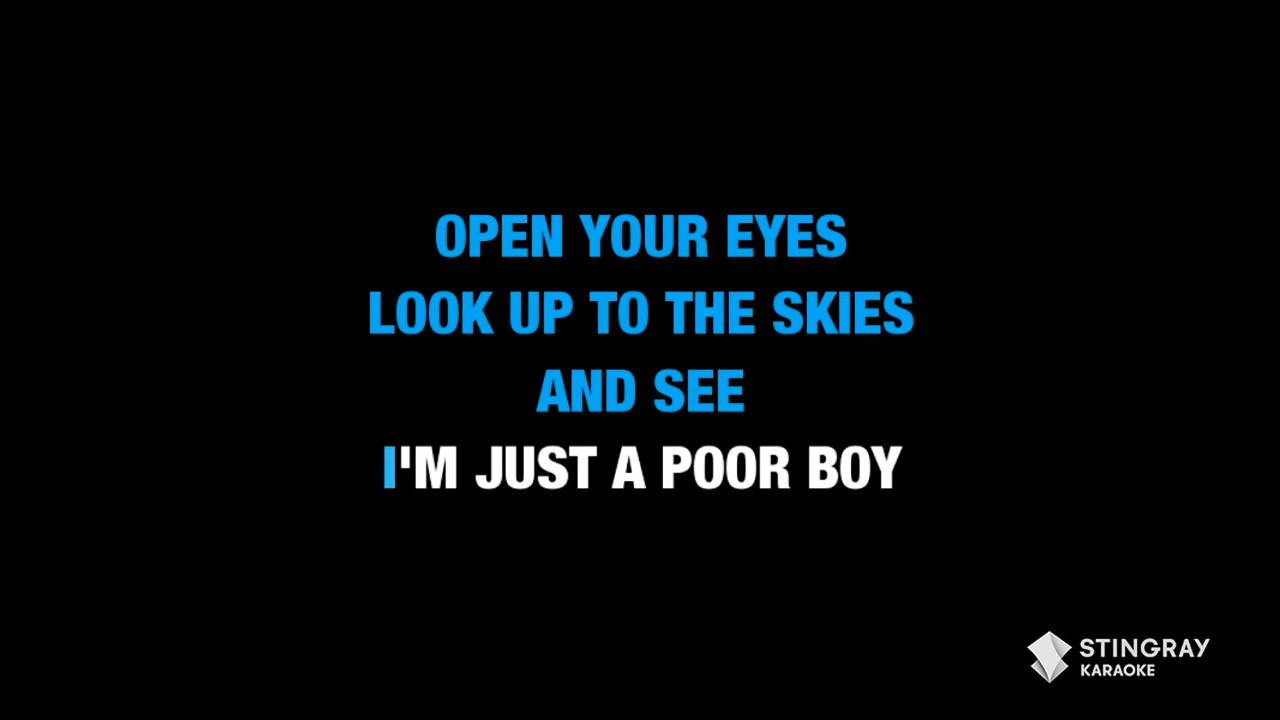 OPEN YOUR EYES
LOOK UP TO THE SKIES
AND SEE
I'M JUST A POOR BOY
STINGRAY
KARAOKE